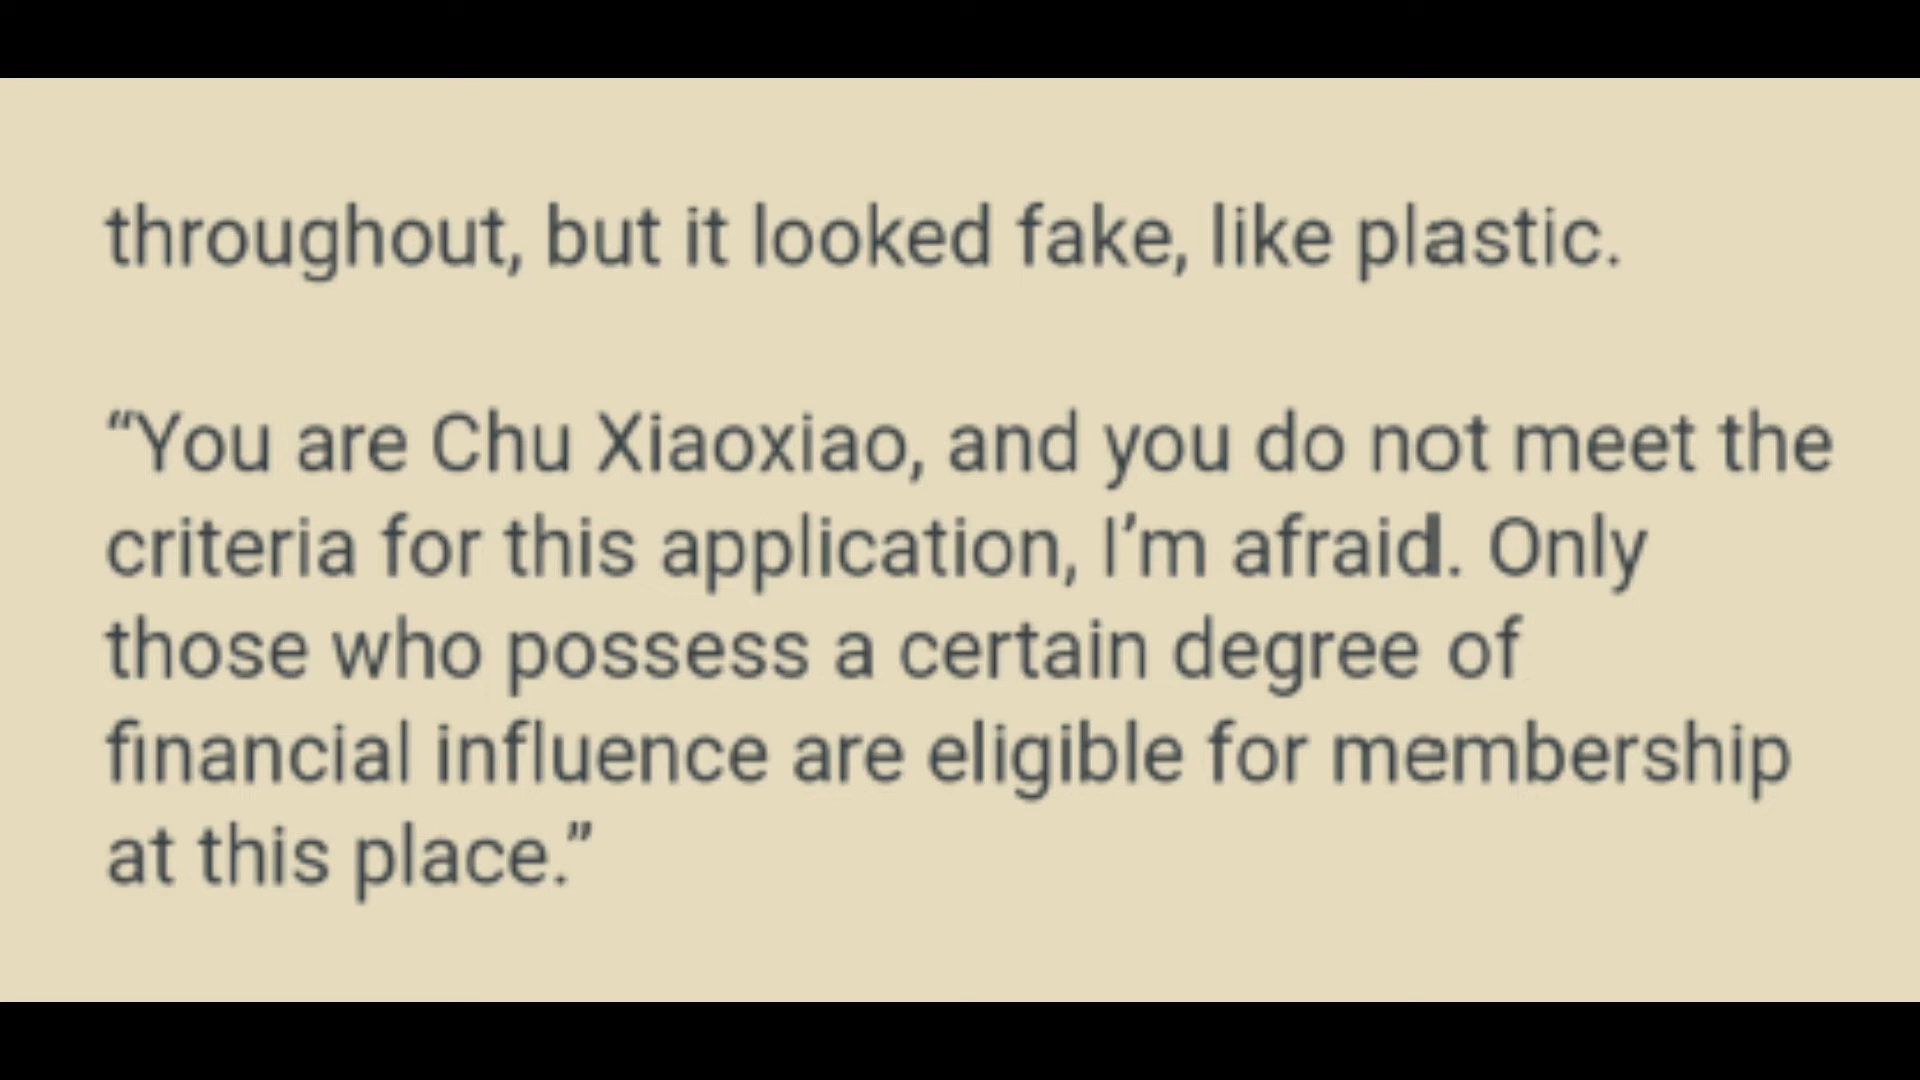 throughout, but it looked fake, like plastic.
“You are Chu Xiaoxiao, and you do not meet the
criteria for this application, I’m afraid. Only
those who possess a certain degree of
financial influence are eligible for membership
at this place.”